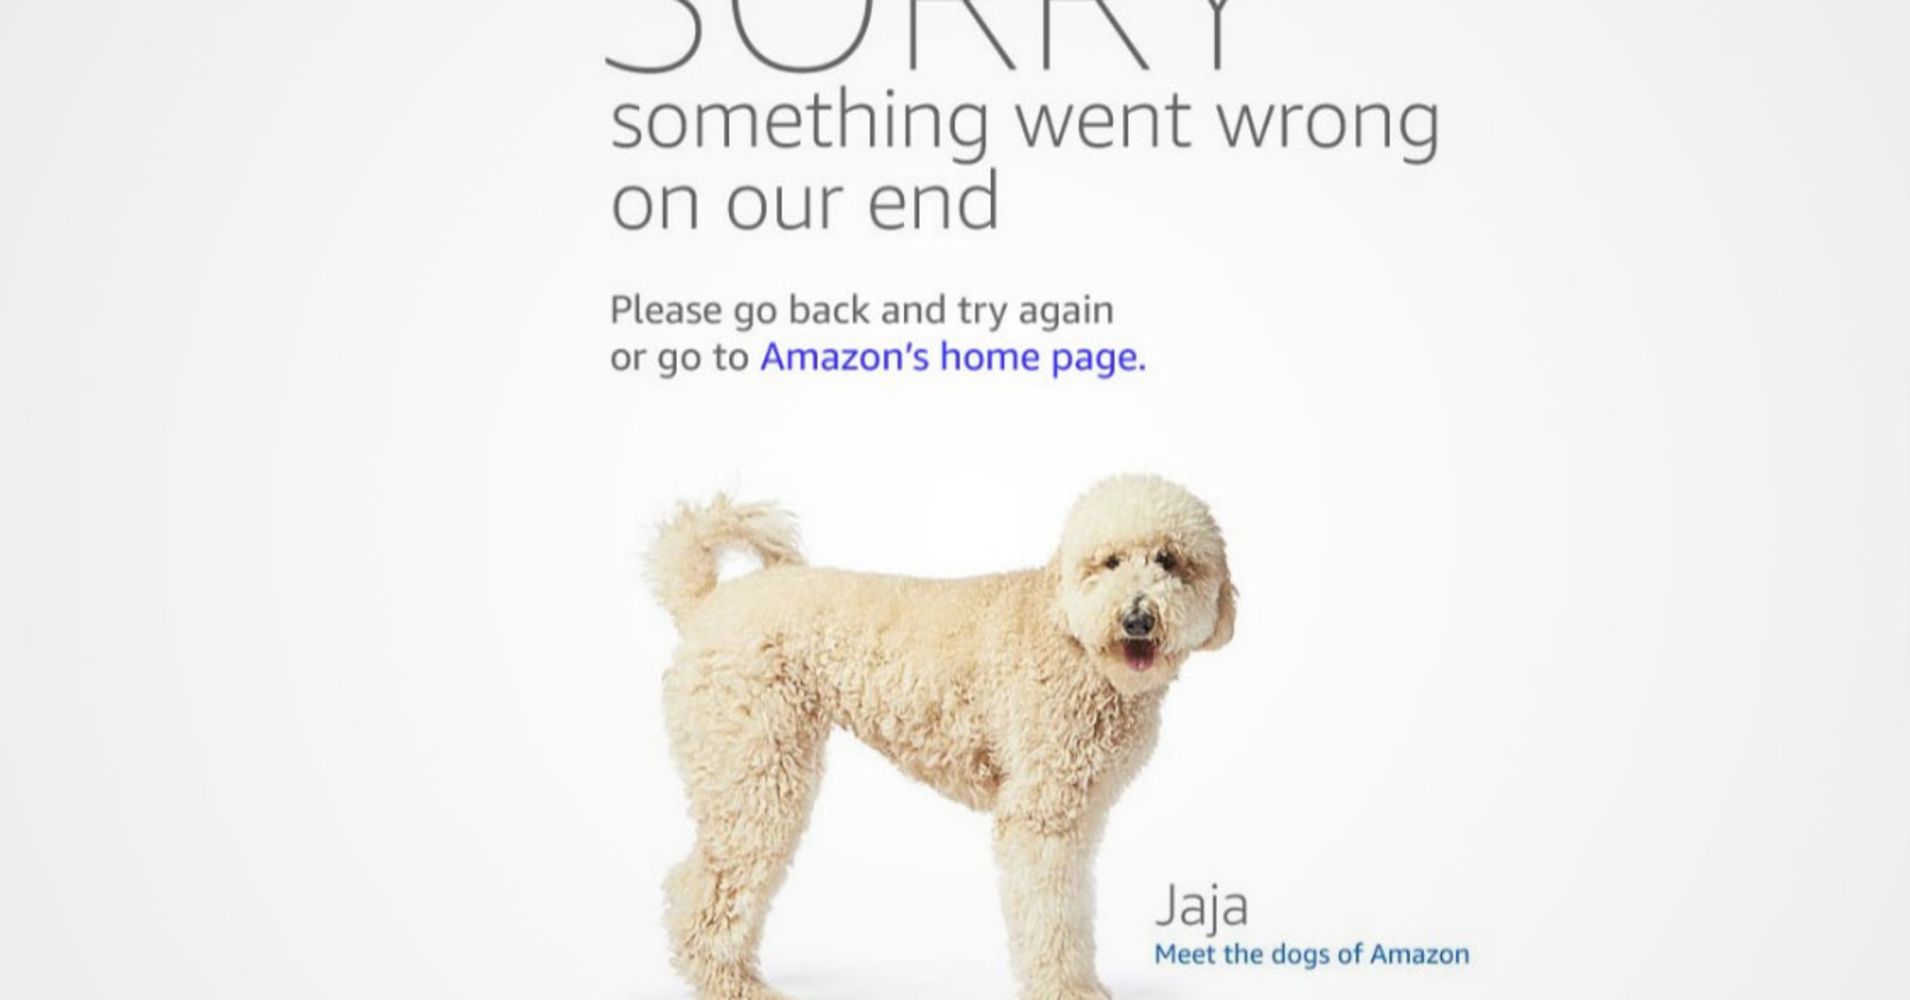 SORRY
something went wrong
on our end
Please go back and try again
or go to Amazon's home page.
Jaja
Meet the dogs of Amazon